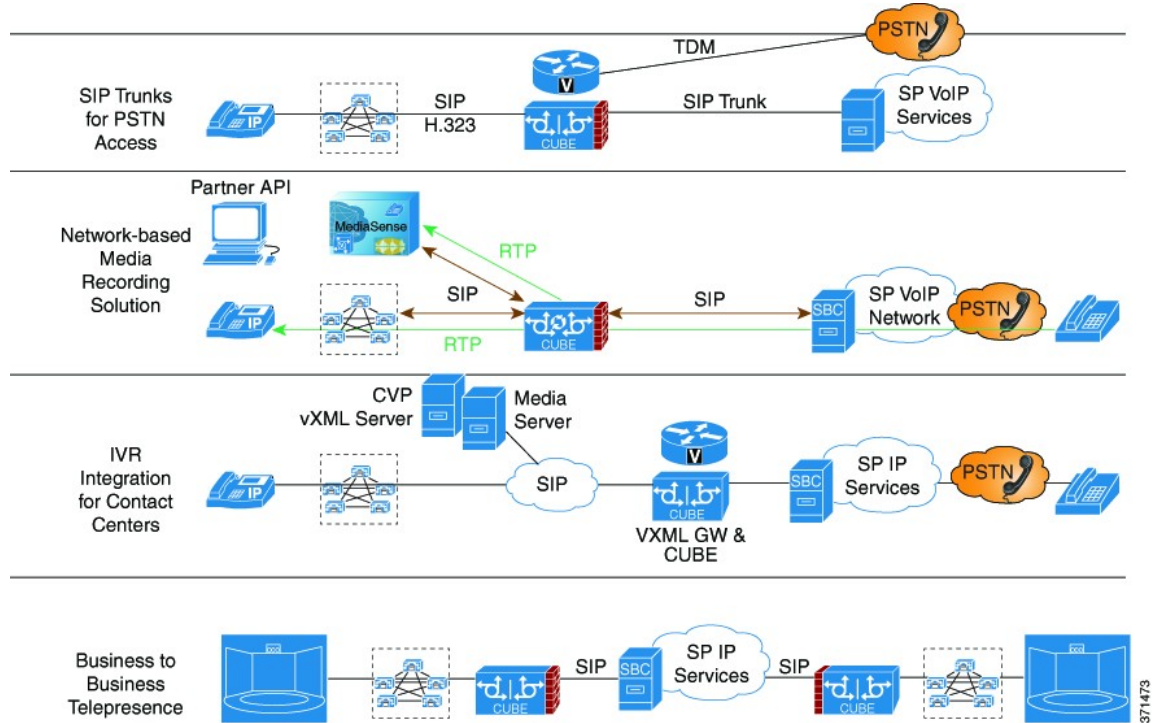 PSTN
TDM
V
SIP Trunks
for PSTN
Access
IP
SIP
H.323
CUBE
SIP Trunk
SP VoIP
Services
Partner API
Network-based
Media
Recording
Solution
MediaSense
RTP
IP
SIP
RTP
CUBE
SIP
SBC
SP VoIP
Network
PSTN
CVP
vXML Server
Media
Server
IVR
Integration
for Contact
Centers
IP
SIP
V
CUBE
VXML GW &
CUBE
SBC
SP IP
Services
PSTN
Business to
Business
Telepresence
CUBE
SIP
SBC
SP IP
Services
SIP
CUBE
371473